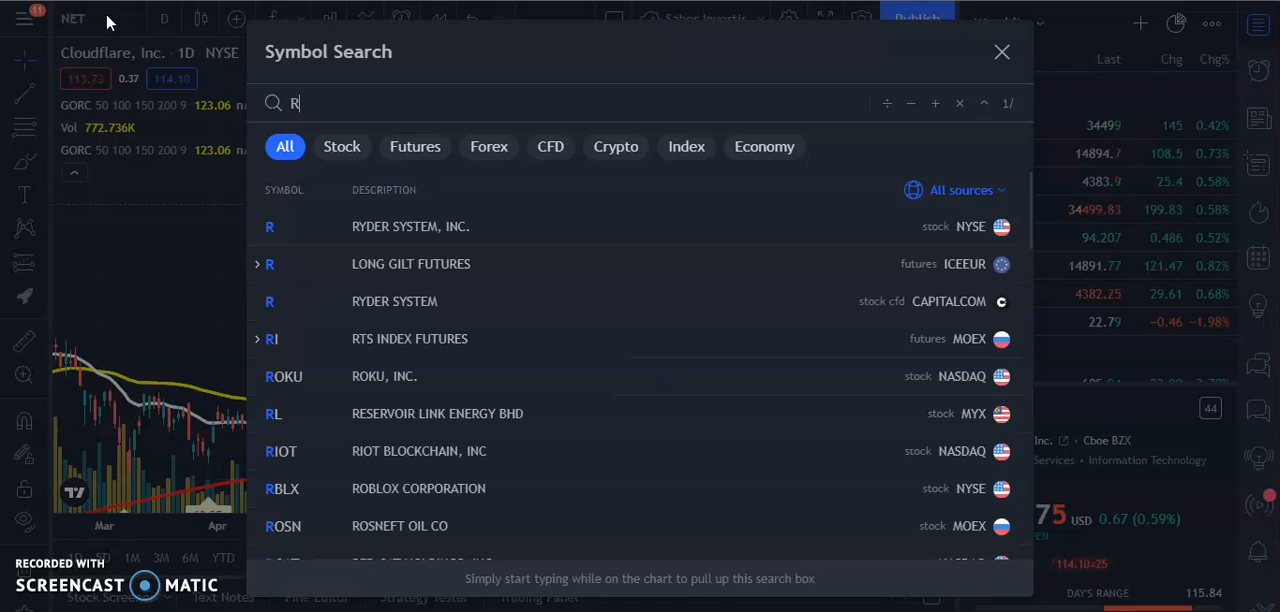 11
NET D Saber Invertir Publish
Symbol Search
Cloudflare, Inc. · 1D · NYSE
113.73 0.37 114.10
GORC 50 100 150 200 9 123.06
Vol 772.736K
GORC 50 100 150 200 9 123.06
R
1/
All Stock Futures Forex CFD Crypto Index Economy
SYMBOL DESCRIPTION All sources
R RYDER SYSTEM, INC. stock NYSE
R LONG GILT FUTURES futures ICEEUR
R RYDER SYSTEM stock cfd CAPITALCOM
RI RTS INDEX FUTURES futures MOEX
ROKU ROKU, INC. stock NASDAQ
RL RESERVOIR LINK ENERGY BHD stock MYX
RIOT RIOT BLOCKCHAIN, INC stock NASDAQ
RBLX ROBLOX CORPORATION stock NYSE
ROSN ROSNEFT OIL CO stock MOEX
Simply start typing while on the chart to pull up this search box
Last Chg Chg%
34499 145 0.42%
14894.7 108.5 0.73%
4383.9 25.4 0.58%
34499.83 199.83 0.58%
94.207 0.486 0.52%
14891.77 121.47 0.82%
4382.25 29.61 0.68%
22.79 −0.46 −1.98%
44
Inc. · Cboe BZX
Services · Information Technology
75 USD 0.67 (0.59%)
114.10×25
DAY'S RANGE 115.84
Mar Apr
1D 5D 1M 3M 6M YTD
Stock Screener Text Notes Pine Editor Strategy Tester Trading Panel
RECORDED WITH
SCREENCAST MATIC